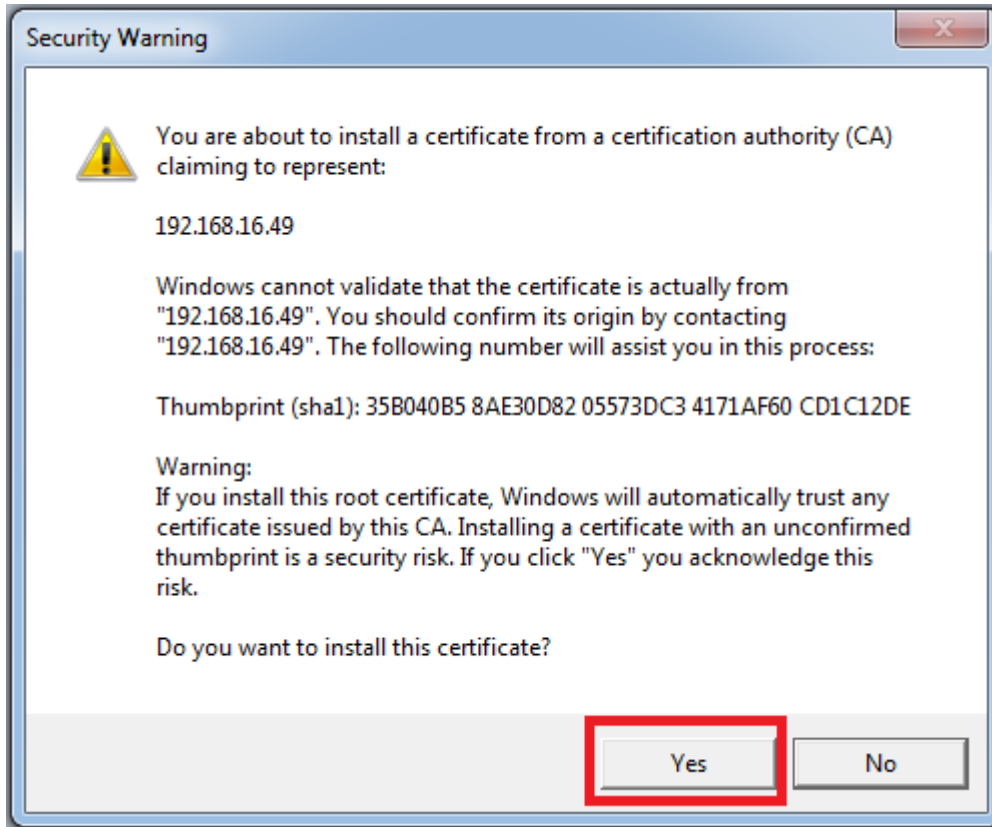 Security Warning
You are about to install a certificate from a certification authority (CA)
claiming to represent:
192.168.16.49
Windows cannot validate that the certificate is actually from
"192.168.16.49". You should confirm its origin by contacting
"192.168.16.49". The following number will assist you in this process:
Thumbprint (sha1): 35B040B5 8AE30D82 05573DC3 4171AF60 CD1C12DE
Warning:
If you install this root certificate, Windows will automatically trust any
certificate issued by this CA. Installing a certificate with an unconfirmed
thumbprint is a security risk. If you click "Yes" you acknowledge this
risk.
Do you want to install this certificate?
Yes
No